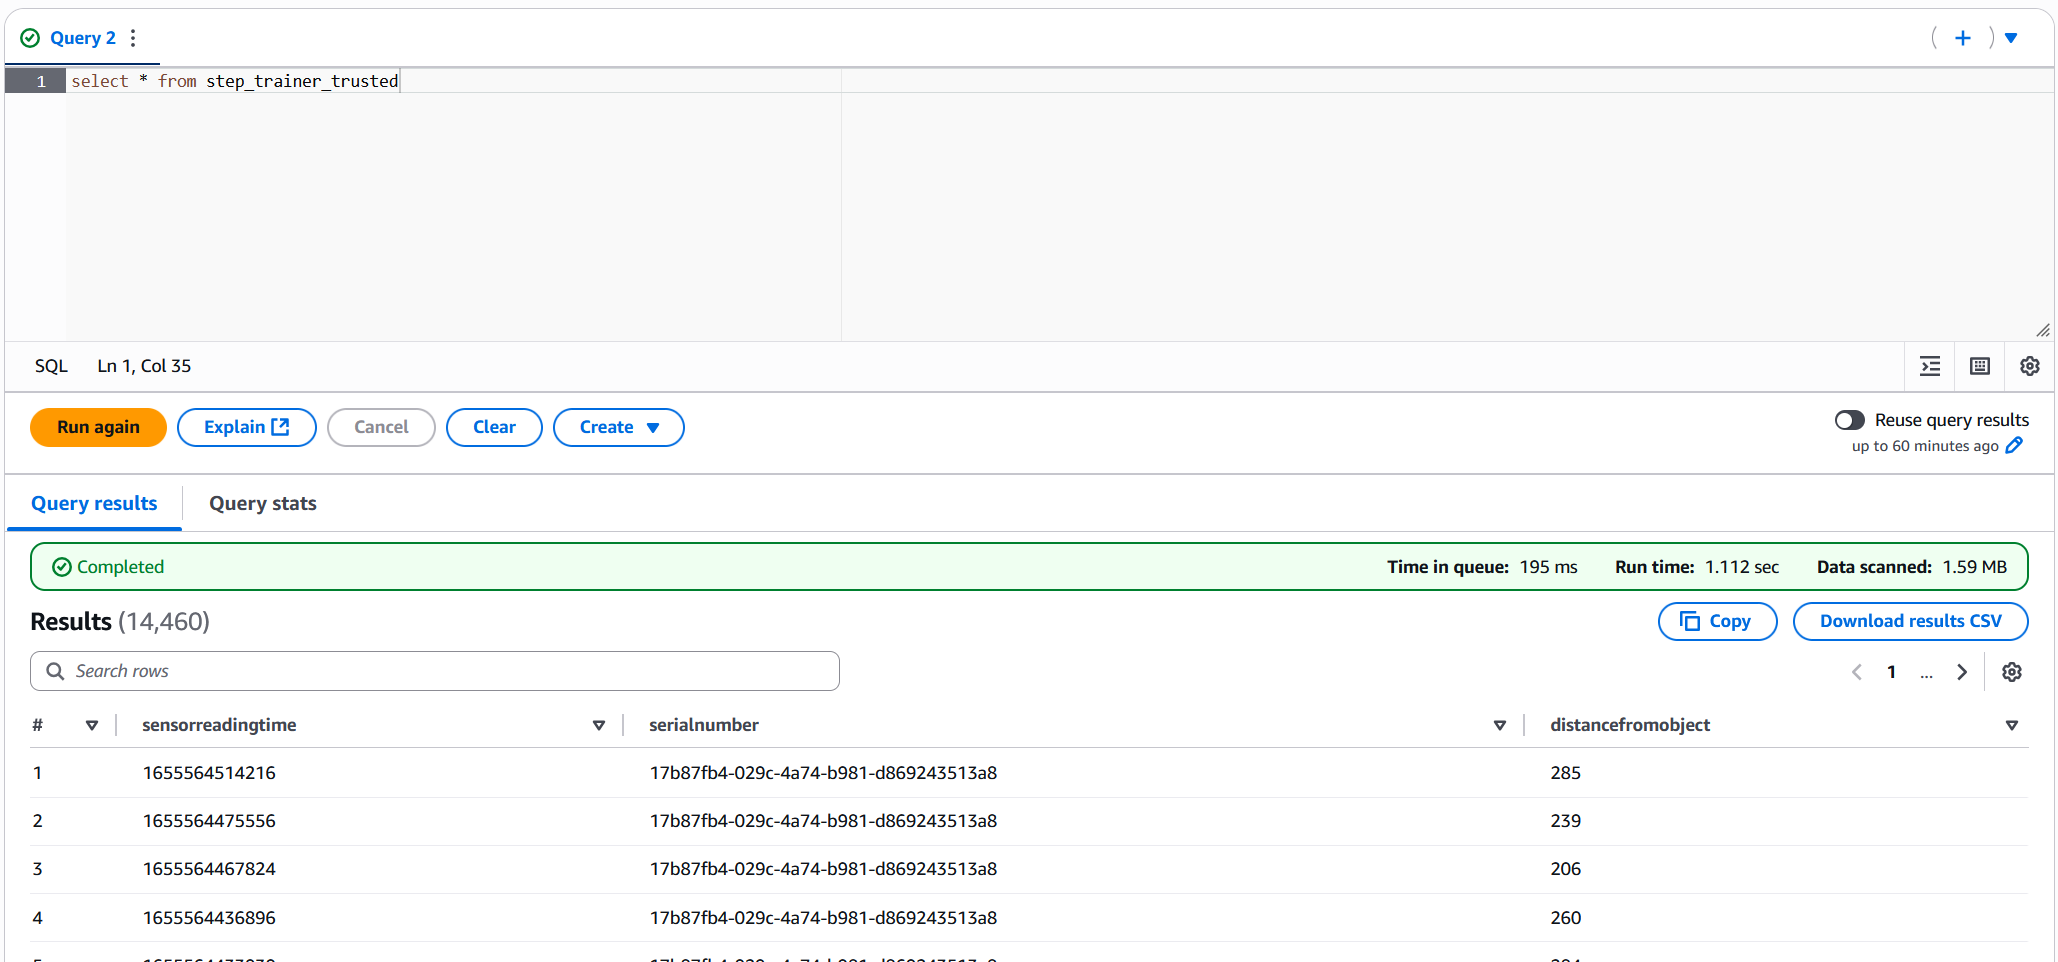 Query 2
1 select * from step_trainer_trusted
SQL Ln 1, Col 35
Run again Explain Cancel Clear Create
Reuse query results
up to 60 minutes ago
Query results Query stats
Completed Time in queue: 195 ms Run time: 1.112 sec Data scanned: 1.59 MB
Results (14,460) Copy Download results CSV
Search rows 1 ...
# sensorreadingtime serialnumber distancefromobject
1 1655564514216 17b87fb4-029c-4a74-b981-d869243513a8 285
2 1655564475556 17b87fb4-029c-4a74-b981-d869243513a8 239
3 1655564467824 17b87fb4-029c-4a74-b981-d869243513a8 206
4 1655564436896 17b87fb4-029c-4a74-b981-d869243513a8 260